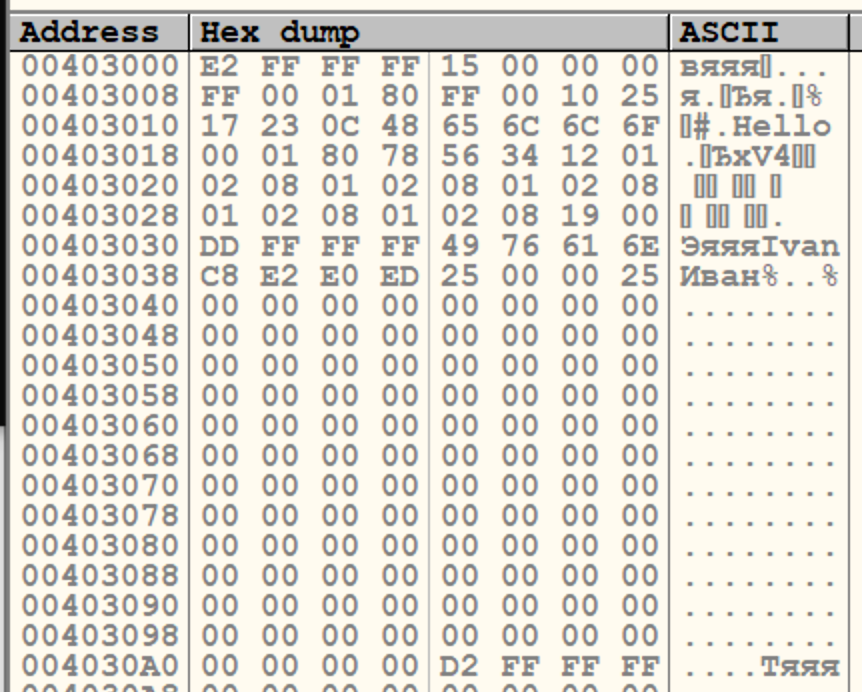 Address Hex dump ASCII
00403000 E2 FF FF FF 15 00 00 00 вяяя▯...
00403008 FF 00 01 80 FF 00 10 25 я.▯Ђя.▯%
00403010 17 23 0C 48 65 6C 6C 6F ▯#.Hello
00403018 00 01 80 78 56 34 12 01 .▯ЂxV4▯▯
00403020 02 08 01 02 08 01 02 08 ▯▯ ▯▯ ▯
00403028 01 02 08 01 02 08 19 00 ▯ ▯▯ ▯▯.
00403030 DD FF FF FF 49 76 61 6E ЭяяяIvan
00403038 C8 E2 E0 ED 25 00 00 25 Иван%..%
00403040 00 00 00 00 00 00 00 00 ........
00403048 00 00 00 00 00 00 00 00 ........
00403050 00 00 00 00 00 00 00 00 ........
00403058 00 00 00 00 00 00 00 00 ........
00403060 00 00 00 00 00 00 00 00 ........
00403068 00 00 00 00 00 00 00 00 ........
00403070 00 00 00 00 00 00 00 00 ........
00403078 00 00 00 00 00 00 00 00 ........
00403080 00 00 00 00 00 00 00 00 ........
00403088 00 00 00 00 00 00 00 00 ........
00403090 00 00 00 00 00 00 00 00 ........
00403098 00 00 00 00 00 00 00 00 ........
004030A0 00 00 00 00 D2 FF FF FF ....Тяяя